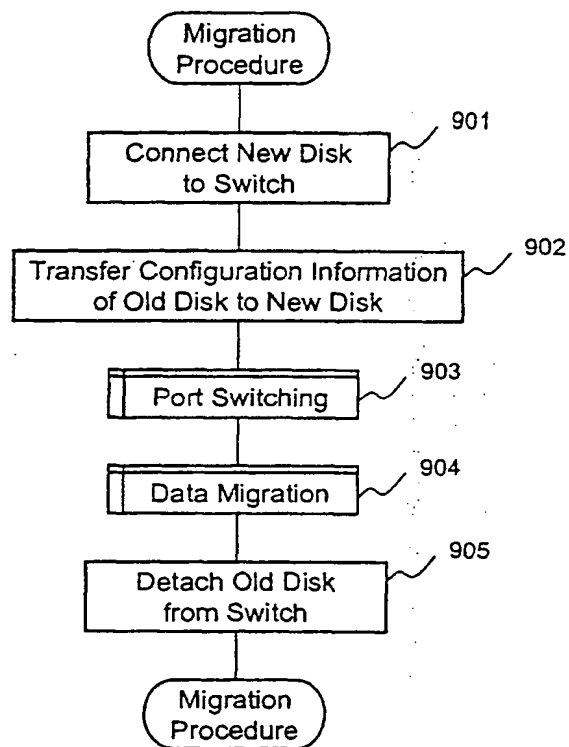 Migration
Procedure
901
Connect New Disk
to Switch
902
Transfer Configuration Information
of Old Disk to New Disk
903
Port Switching
904
Data Migration
905
Detach Old Disk
from Switch
Migration
Procedure